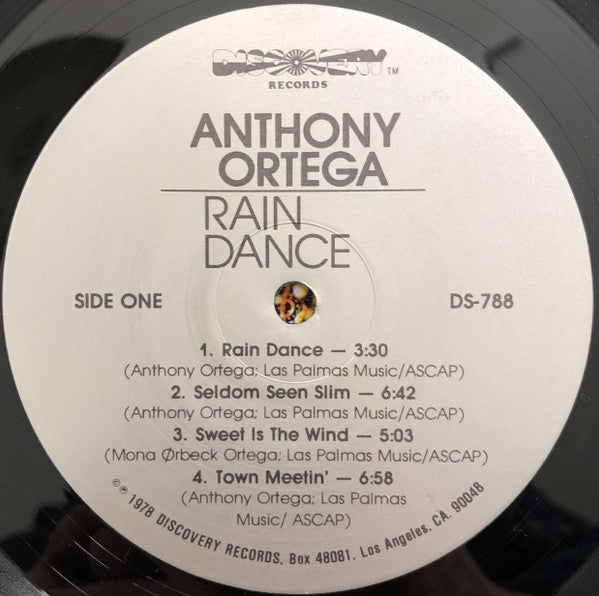 DISCOVERY TM
RECORDS
ANTHONY
ORTEGA
RAIN
DANCE
SIDE ONE DS-788
1. Rain Dance — 3:30
(Anthony Ortega; Las Palmas Music/ASCAP)
2. Seldom Seen Slim — 6:42
(Anthony Ortega; Las Palmas Music/ASCAP)
3. Sweet Is The Wind — 5:03
(Mona Ørbeck Ortega; Las Palmas Music/ASCAP)
4. Town Meetin' — 6:58
(Anthony Ortega; Las Palmas
Music/ ASCAP)
©℗ 1978 DISCOVERY RECORDS, Box 48081, Los Angeles, CA. 90048